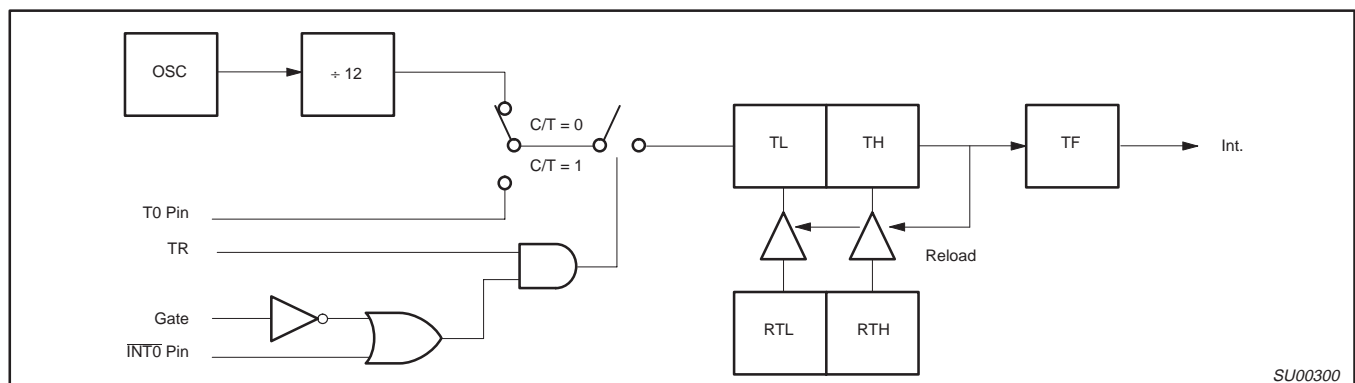 OSC
÷ 12
C/T = 0
C/T = 1
TL
TH
TF
Int.
T0 Pin
TR
Reload
Gate
INT0 Pin
RTL
RTH
SU00300